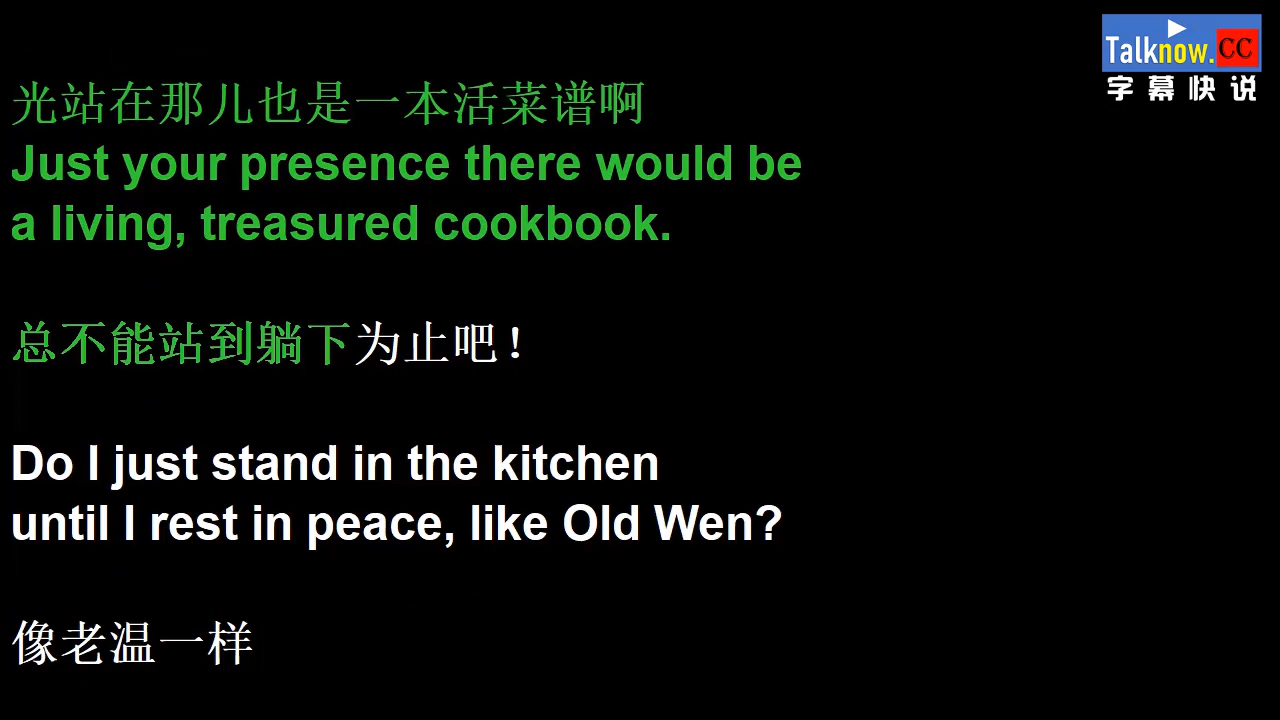 Talknow.CC
字幕快说
光站在那儿也是一本活菜谱啊
Just your presence there would be
a living, treasured cookbook.
总不能站到躺下为止吧！
Do I just stand in the kitchen
until I rest in peace, like Old Wen?
像老温一样